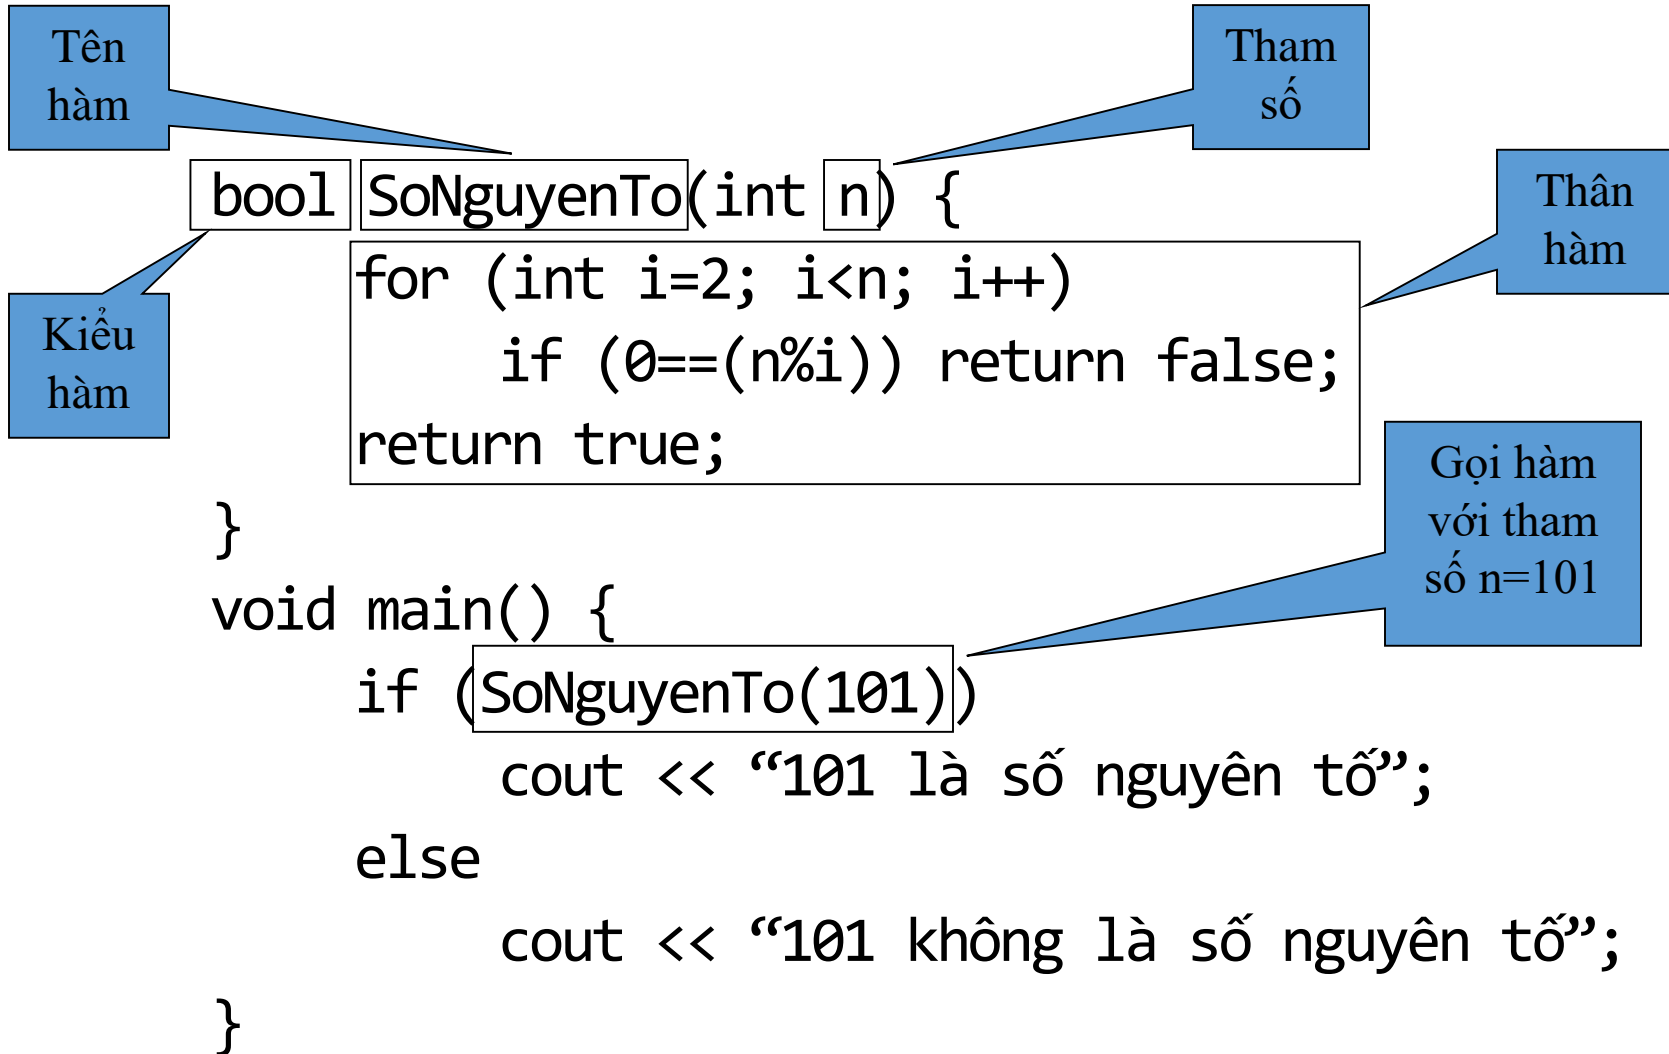 Tên
hàm
Tham
số
bool SoNguyenTo(int n) {
Thân
hàm
for (int i=2; i<n; i++)
Kiểu
hàm
if (0==(n%i)) return false;
return true;
Gọi hàm
với tham
số n=101
}
void main() {
if (SoNguyenTo(101))
cout << “101 là số nguyên tố”;
else
cout << “101 không là số nguyên tố”;
}